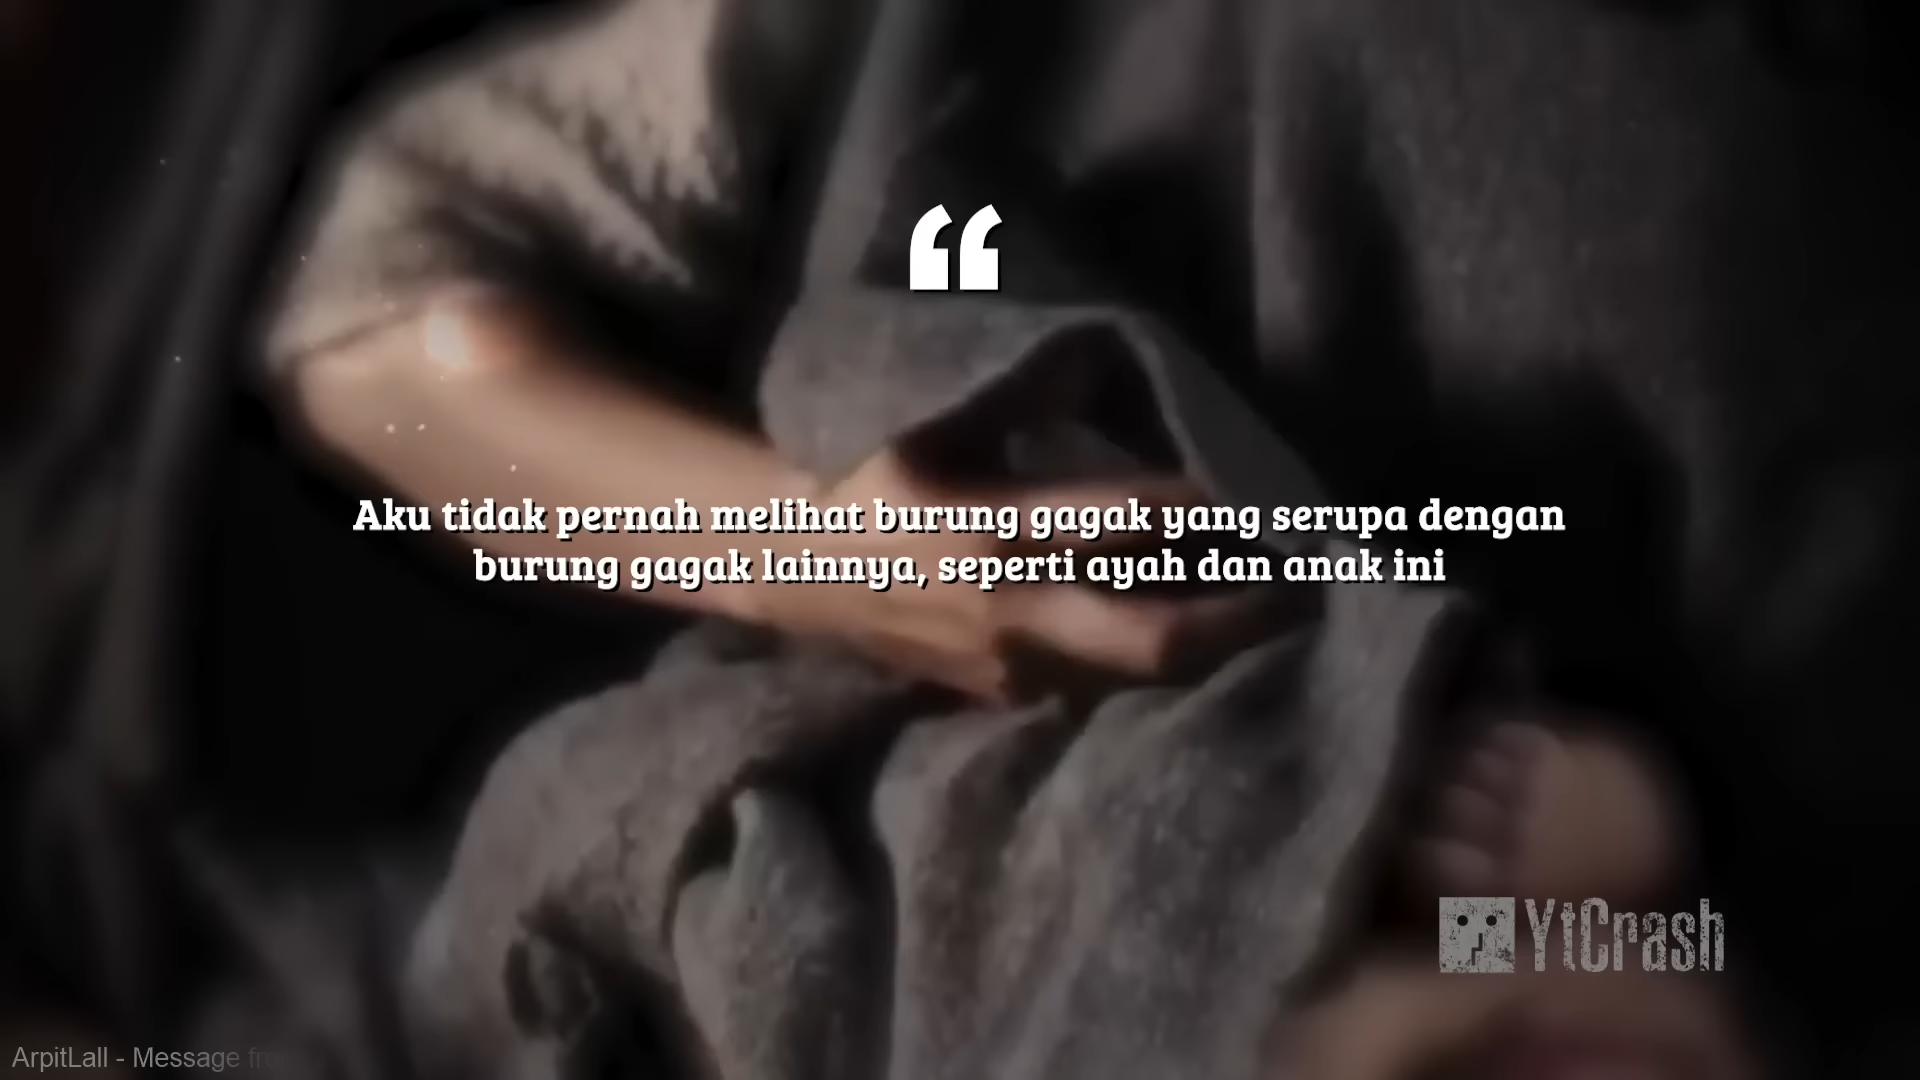 “
Aku tidak pernah melihat burung gagak yang serupa dengan
burung gagak lainnya, seperti ayah dan anak ini
YtCrash
ArpitLall - Message